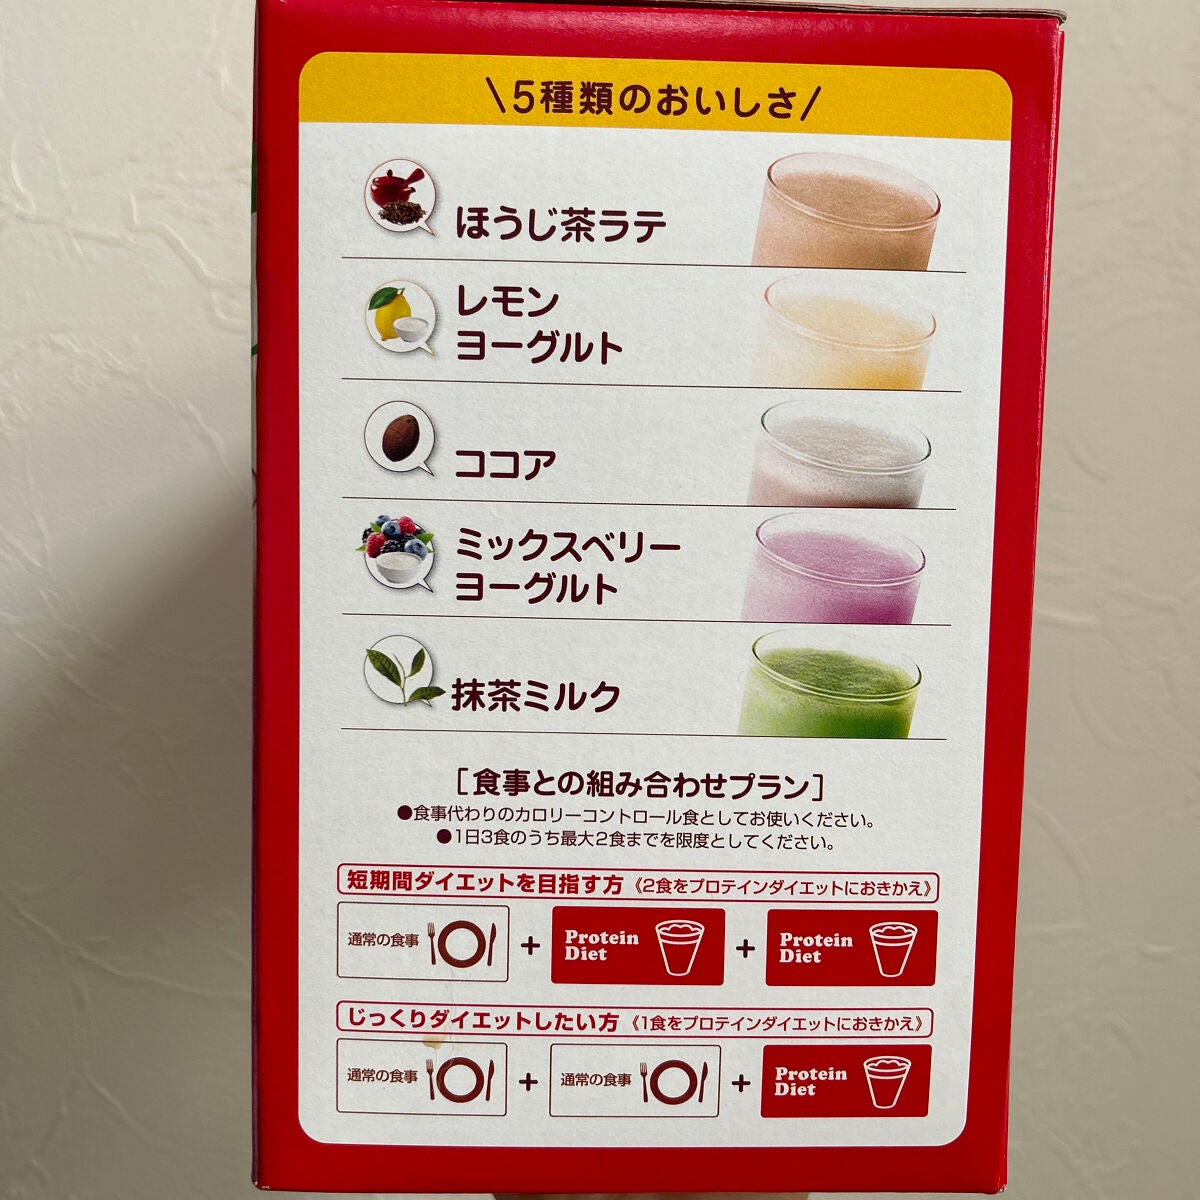 \5種類のおいしさ/
ほうじ茶ラテ
レモン
ヨーグルト
ココア
ミックスベリー
ヨーグルト
抹茶ミルク
[食事との組み合わせプラン]
●食事代わりのカロリーコントロール食としてお使いください。
●1日3食のうち最大2食までを限度としてください。
短期間ダイエットを目指す方《2食をプロテインダイエットにおきかえ》
通常の食事 + Protein Diet + Protein Diet
じっくりダイエットしたい方《1食をプロテインダイエットにおきかえ》
通常の食事 + 通常の食事 + Protein Diet